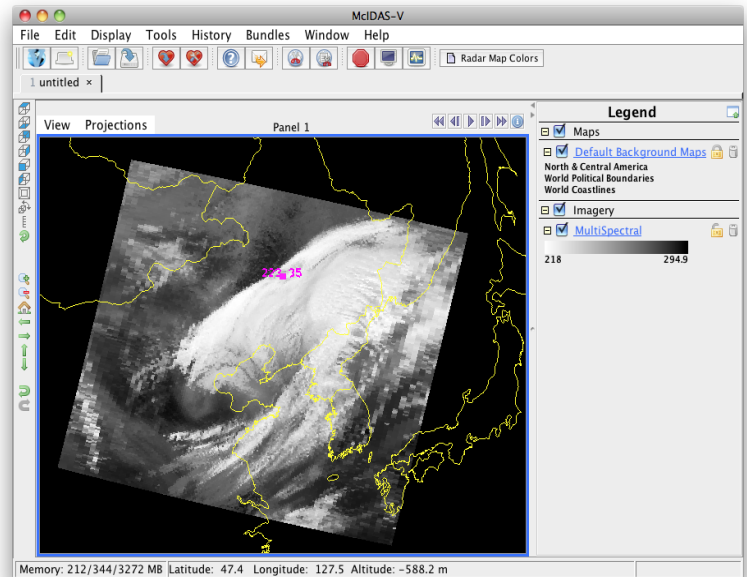 McIDAS-V
File Edit Display Tools History Bundles Window Help
Radar Map Colors
1 untitled ×
View Projections
Panel 1
Legend
Maps
Default Background Maps
North & Central America
World Political Boundaries
World Coastlines
Imagery
MultiSpectral
218 294.9
Memory: 212/344/3272 MB Latitude: 47.4 Longitude: 127.5 Altitude: -588.2 m